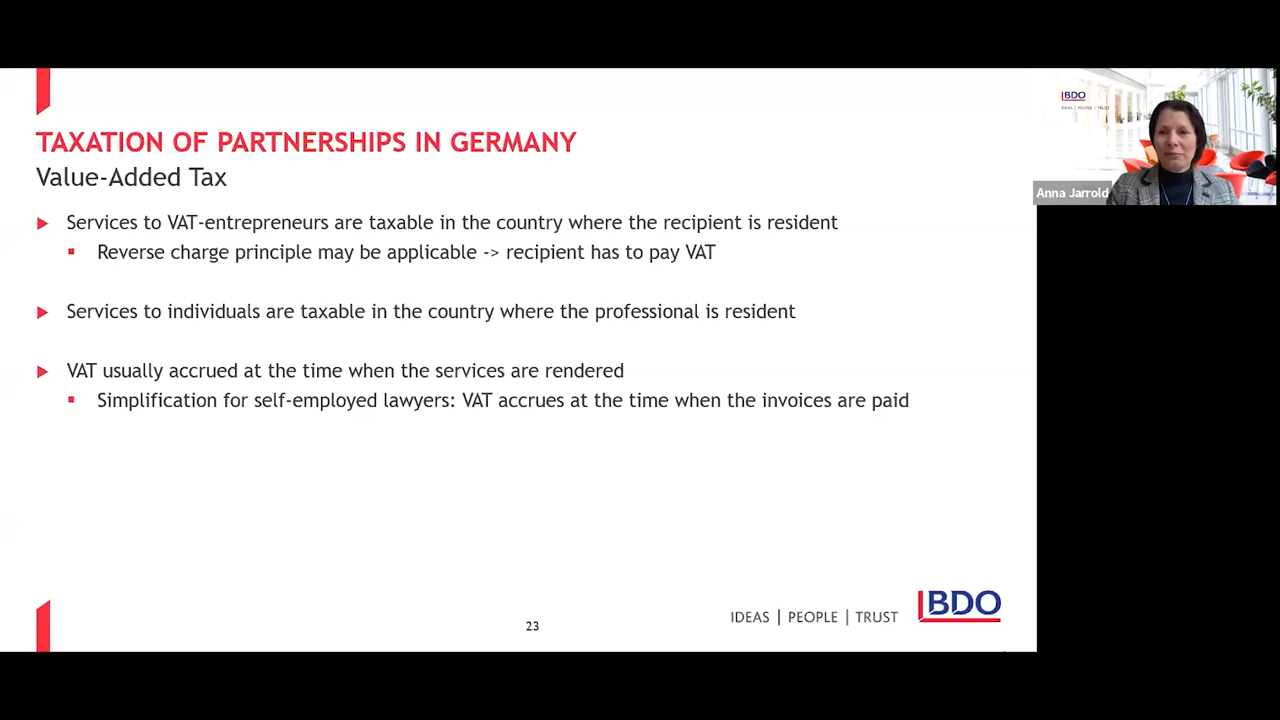 TAXATION OF PARTNERSHIPS IN GERMANY
Value-Added Tax
Services to VAT-entrepreneurs are taxable in the country where the recipient is resident
Reverse charge principle may be applicable -> recipient has to pay VAT
Services to individuals are taxable in the country where the professional is resident
VAT usually accrued at the time when the services are rendered
Simplification for self-employed lawyers: VAT accrues at the time when the invoices are paid
23
IDEAS | PEOPLE | TRUST
BDO
BDO
IDEAS | PEOPLE | TRUST
Anna Jarrold